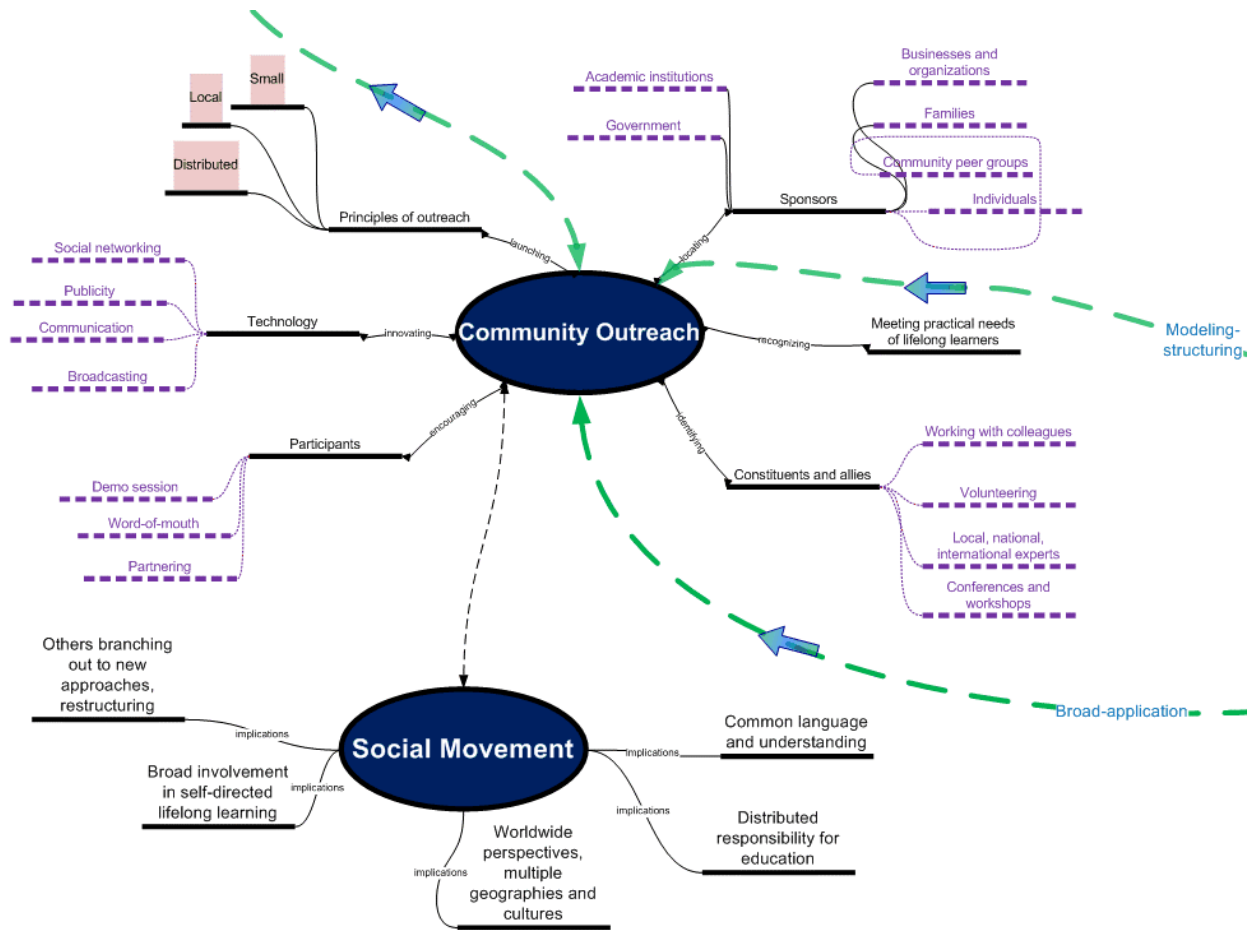 Small
Local
Distributed
Principles of outreach
launching
Academic institutions
Government
Businesses and
organizations
Families
Community peer groups
Individuals
Sponsors
locating
Social networking
Publicity
Communication
Broadcasting
Technology
innovating
Community Outreach
recognizing
Meeting practical needs
of lifelong learners
Modeling-
structuring
encouraging
Participants
Demo session
Word-of-mouth
Partnering
identifying
Constituents and allies
Working with colleagues
Volunteering
Local, national,
international experts
Conferences and
workshops
Broad-application
Others branching
out to new
approaches,
restructuring
implications
Broad involvement
in self-directed
lifelong learning
implications
Social Movement
implications
Common language
and understanding
implications
Distributed
responsibility for
education
implications
Worldwide
perspectives,
multiple
geographies and
cultures